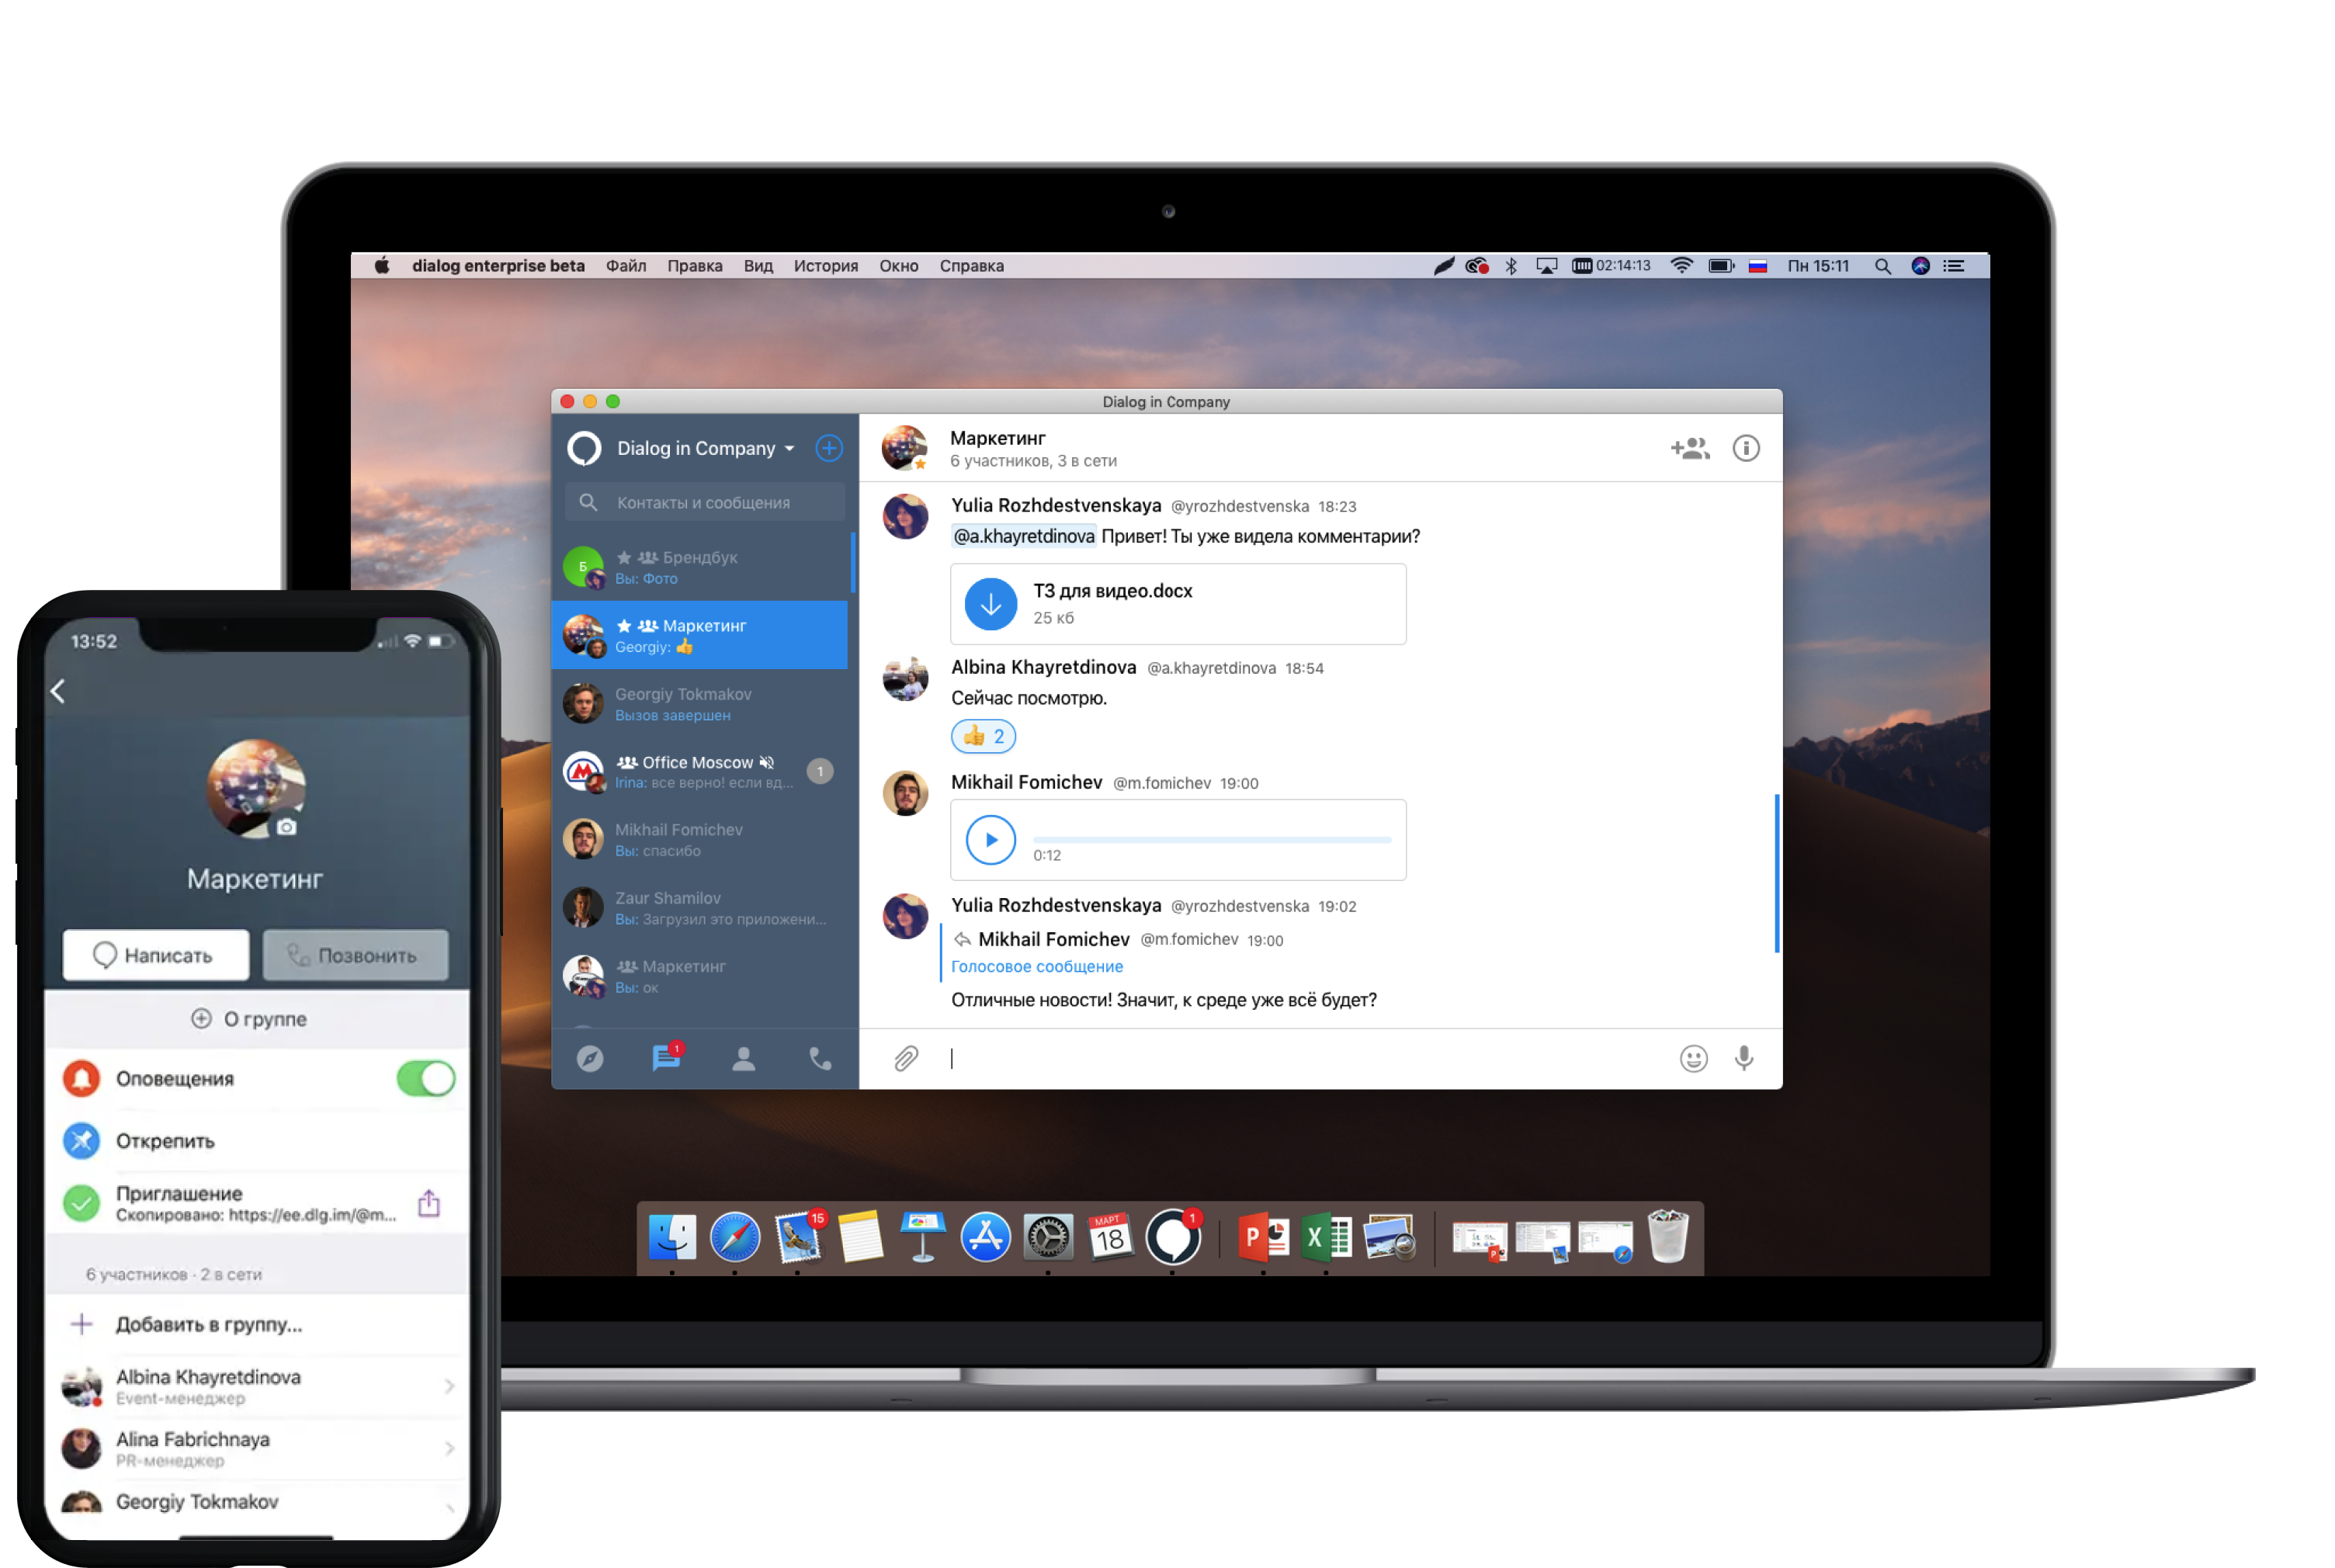 dialog enterprise beta Файл Правка Вид История Окно Справка 02:14:13 Пн 15:11
Dialog in Company
Dialog in Company
Контакты и сообщения
Б
Брендбук
Вы: Фото
Маркетинг
Georgiy: 👍
Georgiy Tokmakov
Вызов завершен
Office Moscow
Irina: все верно! если вд...
1
Mikhail Fomichev
Вы: спасибо
Zaur Shamilov
Вы: Загрузил это приложени...
Маркетинг
Вы: ок
1
Маркетинг
6 участников, 3 в сети
Yulia Rozhdestvenskaya @yrozhdestvenska 18:23
@a.khayretdinova Привет! Ты уже видела комментарии?
ТЗ для видео.docx
25 кб
Albina Khayretdinova @a.khayretdinova 18:54
Сейчас посмотрю.
👍 2
Mikhail Fomichev @m.fomichev 19:00
0:12
Yulia Rozhdestvenskaya @yrozhdestvenska 19:02
Mikhail Fomichev @m.fomichev 19:00
Голосовое сообщение
Отличные новости! Значит, к среде уже всё будет?
15
МАРТ
18
1
P
X
13:52
Маркетинг
Написать Позвонить
О группе
Оповещения
Открепить
Приглашение
Скопировано: https://ee.dlg.im/@m...
6 участников · 2 в сети
Добавить в группу...
Albina Khayretdinova
Event-менеджер
Alina Fabrichnaya
PR-менеджер
Georgiy Tokmakov